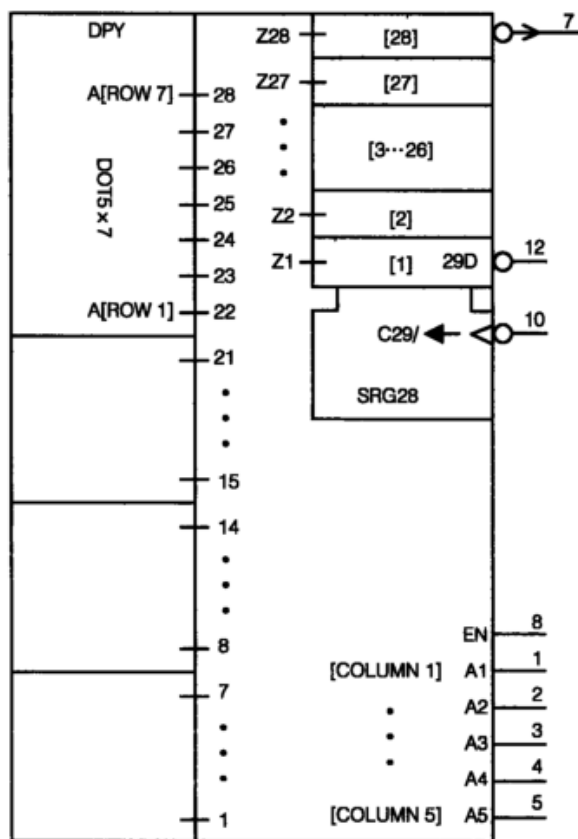 DPY
Z28
[28]
7
A[ROW 7]
28
Z27
[27]
27
26
[3···26]
25
DOT5×7
24
Z2
[2]
23
Z1
[1]
29D
12
A[ROW 1]
22
C29/
10
21
SRG28
15
14
EN
8
8
[COLUMN 1]
A1
1
7
A2
2
A3
3
A4
4
1
[COLUMN 5]
A5
5